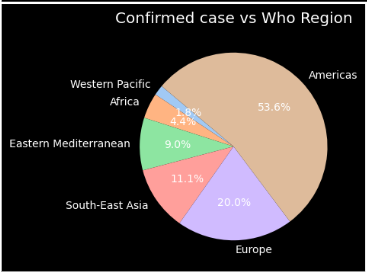 Confirmed case vs Who Region
Americas
53.6%
Western Pacific
1.8%
Africa
4.4%
Eastern Mediterranean
9.0%
South-East Asia
11.1%
Europe
20.0%